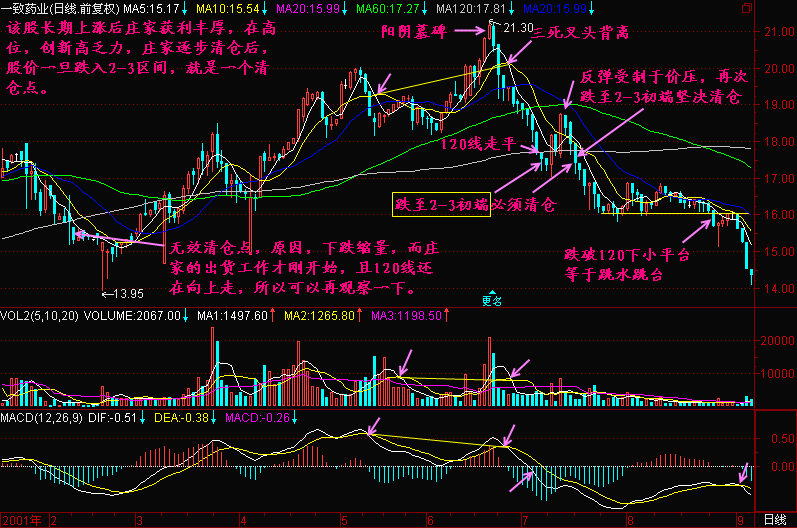 一致药业(日线.前复权) MA5:15.17↓ MA10:15.54↓ MA20:15.99↓ MA60:17.27↓ MA120:17.81↓ MA20:15.99↓
该股长期上涨后庄家获利丰厚，在高
位，创新高乏力，庄家逐步清仓后，
股价一旦跌入2-3区间，就是一个清
仓点。
阳阴墓碑
21.30
三死叉头背高
21.00
20.00
反弹受制于价压，再次
跌至2-3初端坚决清仓
19.00
18.00
120线走平
17.00
跌至2-3初端必须清仓
16.00
无放清仓点，原因，下跌缩量，而庄
家的出货工作才刚开始，且120线还
在向上走，所以可以再观察一下。
跌破120下小平台
等于跳水跳台
15.00
14.00
←13.95
更名
VOL2(5,10,20) VOLUME:2067.00↓ MA1:1497.60↑ MA2:1265.80↑ MA3:1198.50↑
20000
10000
MACD(12,26,9) DIF:-0.51↓ DEA:-0.38↓ MACD:-0.26↓
0.50
0.00
2001年 2 3 4 5 6 7 8 9 日线